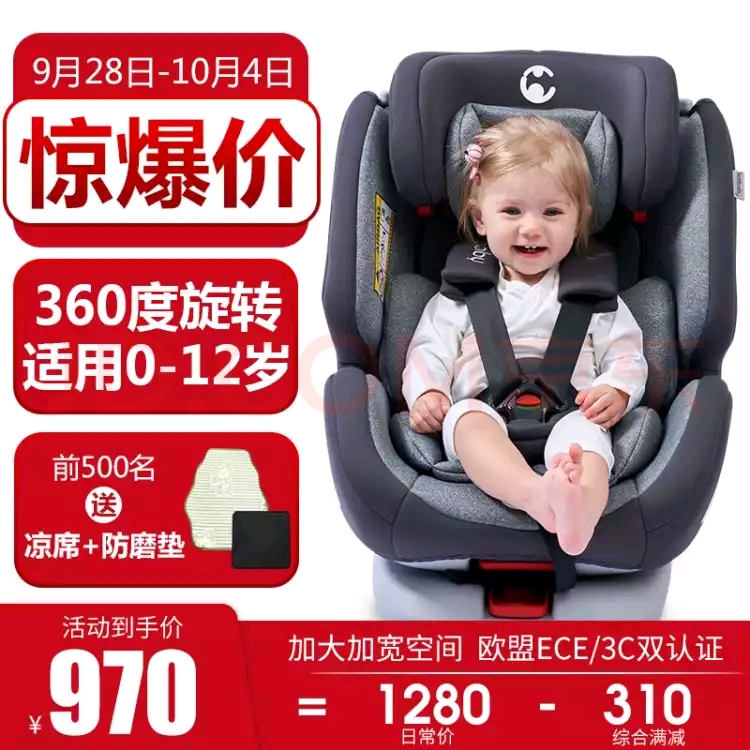 9月28日-10月4日
惊爆价
360度旋转
适用0-12岁
前500名
送
凉席+防磨垫
活动到手价
¥970
加大加宽空间 欧盟ECE/3C双认证
= 1280 - 310
日常价 综合满减